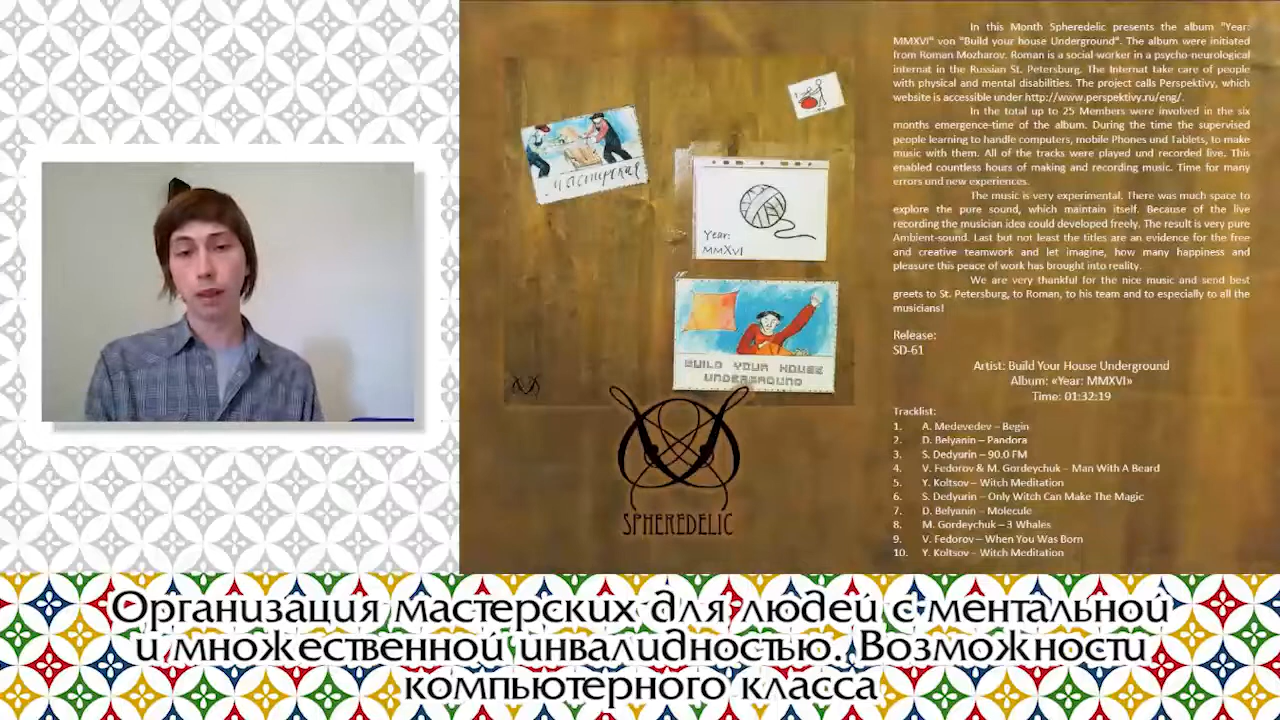 In this Month Spheredelic presents the album "Year:
MMXVI" von "Build your house Underground". The album were initiated
from Roman Mozharov. Roman is a social-worker in a psycho-neurological
internat in the Russian St. Petersburg. The Internat take care of people
with physical and mental disabilities. The project calls Perspektivy, which
website is accessible under http://www.perspektivy.ru/eng/.
In the total up to 25 Members were involved in the six
months emergence-time of the album. During the time the supervised
people learning to handle computers, mobile Phones und Tablets, to make
music with them. All of the tracks were played und recorded live. This
enabled countless hours of making and recording music. Time for many
errors und new experiences.
The music is very experimental. There was much space to
explore the pure sound, which maintain itself. Because of the live
recording the musician idea could developed freely. The result is very pure
Ambient-sound. Last but not least the titles are an evidence for the free
and creative teamwork and let imagine, how many happiness and
pleasure this peace of work has brought into reality.
We are very thankful for the nice music and send best
greets to St. Petersburg, to Roman, to his team and to especially to all the
musicians!
Release:
SD-61
Artist: Build Your House Underground
Album: «Year: MMXVI»
Time: 01:32:19
Tracklist:
1. A. Medevedev – Begin
2. D. Belyanin – Pandora
3. S. Dedyurin – 90.0 FM
4. V. Fedorov & M. Gordeychuk – Man With A Beard
5. Y. Koltsov – Witch Meditation
6. S. Dedyurin – Only Witch Can Make The Magic
7. D. Belyanin – Molecule
8. M. Gordeychuk – 3 Whales
9. V. Fedorov – When You Was Born
10. Y. Koltsov – Witch Meditation
Мастерские
Year:
MMXVI
BUILD YOUR HOUSE
UNDERGROUND
SPHEREDELIC
Организация мастерских для людей с ментальной
и множественной инвалидностью. Возможности
компьютерного класса